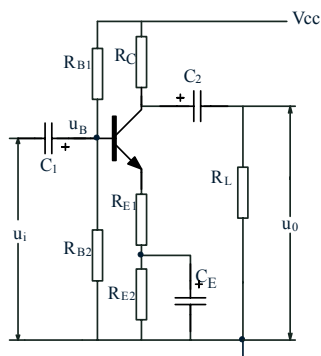 Vcc
RB1
RC
C2
+
uB
C1
+
RE1
RL
ui
u0
RB2
RE2
CE
+